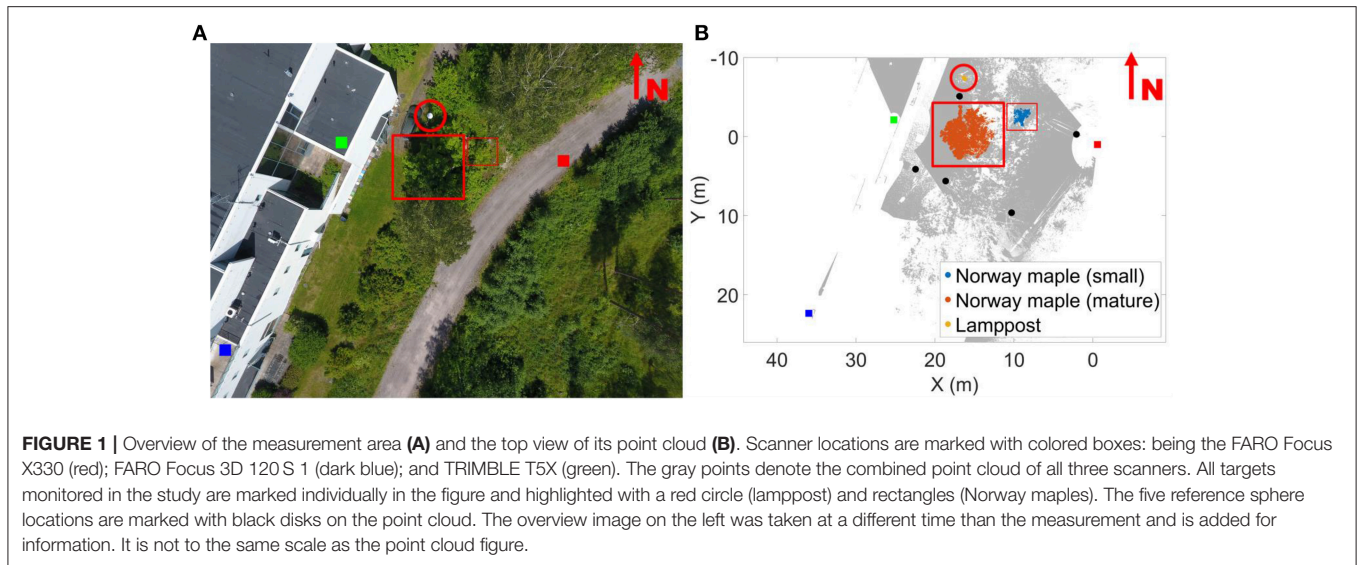 A
B
N
N
-10
0
10
20
Y (m)
Norway maple (small)
Norway maple (mature)
Lamppost
40
30
20
10
0
X (m)
FIGURE 1 | Overview of the measurement area (A) and the top view of its point cloud (B). Scanner locations are marked with colored boxes: being the FARO Focus
X330 (red); FARO Focus 3D 120 S 1 (dark blue); and TRIMBLE T5X (green). The gray points denote the combined point cloud of all three scanners. All targets
monitored in the study are marked individually in the figure and highlighted with a red circle (lamppost) and rectangles (Norway maples). The five reference sphere
locations are marked with black disks on the point cloud. The overview image on the left was taken at a different time than the measurement and is added for
information. It is not to the same scale as the point cloud figure.